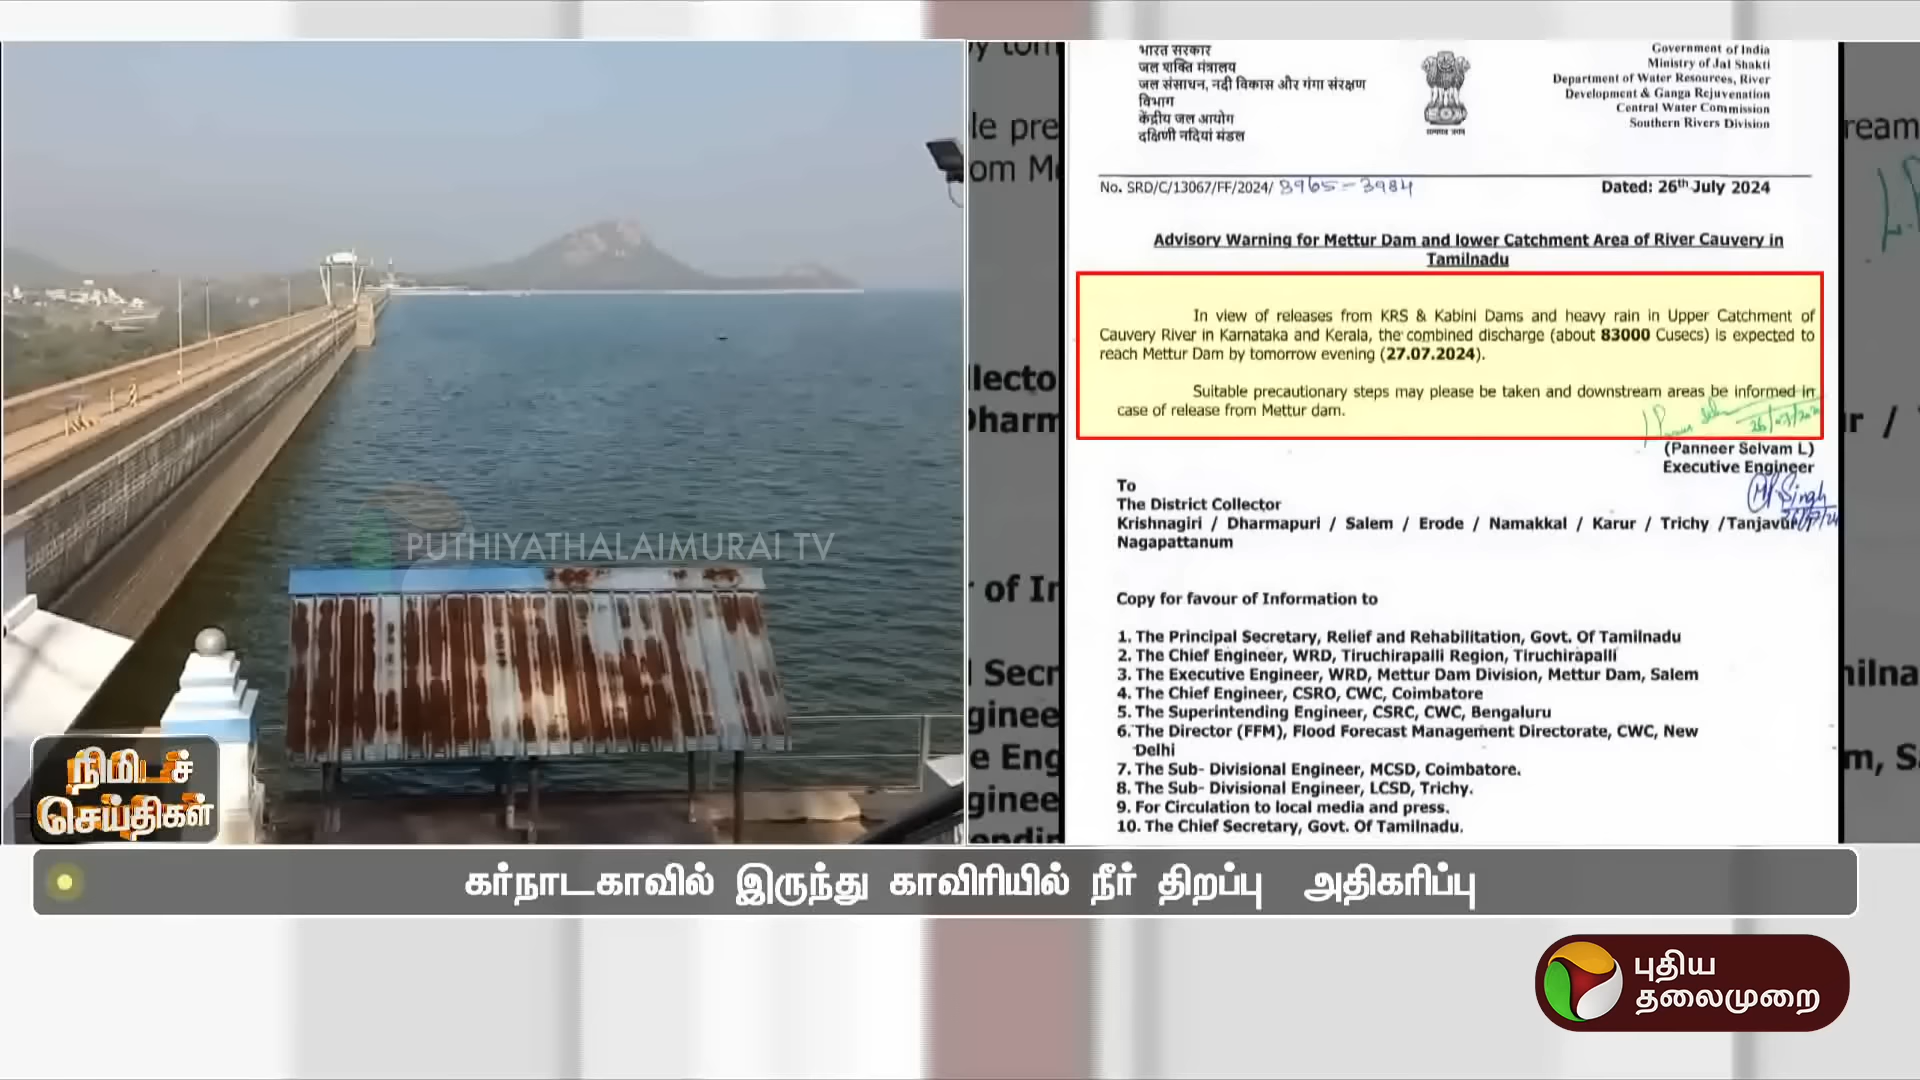 भारत सरकार
जल शक्ति मंत्रालय
जल संसाधन, नदी विकास और गंगा संरक्षण
विभाग
केंद्रीय जल आयोग
दक्षिणी नदियां मंडल
Government of India
Ministry of Jal Shakti
Department of Water Resources, River
Development & Ganga Rejuvenation
Central Water Commission
Southern Rivers Division
No. SRD/C/13067/FF/2024/ 3965-3984
Dated: 26th July 2024
Advisory Warning for Mettur Dam and lower Catchment Area of River Cauvery in
Tamilnadu
In view of releases from KRS & Kabini Dams and heavy rain in Upper Catchment of
Cauvery River in Karnataka and Kerala, the combined discharge (about 83000 Cusecs) is expected to
reach Mettur Dam by tomorrow evening (27.07.2024).
Suitable precautionary steps may please be taken and downstream areas be informed in
case of release from Mettur dam.
(Panneer Selvam L)
Executive Engineer
To
The District Collector
Krishnagiri / Dharmapuri / Salem / Erode / Namakkal / Karur / Trichy /Tanjavur/
Nagapattanum
Copy for favour of Information to
1. The Principal Secretary, Relief and Rehabilitation, Govt. Of Tamilnadu
2. The Chief Engineer, WRD, Tiruchirapalli Region, Tiruchirapalli
3. The Executive Engineer, WRD, Mettur Dam Division, Mettur Dam, Salem
4. The Chief Engineer, CSRO, CWC, Coimbatore
5. The Superintending Engineer, CSRC, CWC, Bengaluru
6. The Director (FFM), Flood Forecast Management Directorate, CWC, New
Delhi
7. The Sub- Divisional Engineer, MCSD, Coimbatore.
8. The Sub- Divisional Engineer, LCSD, Trichy.
9. For Circulation to local media and press.
10. The Chief Secretary, Govt. Of Tamilnadu.
PUTHIYATHALAIMURAI TV
நிமிடச்
செய்திகள்
கர்நாடகாவில் இருந்து காவிரியில் நீர் திறப்பு அதிகரிப்பு
புதிய
தலைமுறை